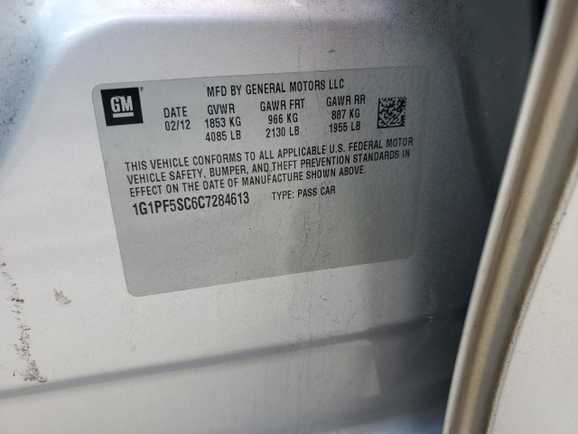 GM
MFD BY GENERAL MOTORS LLC
DATE GVWR GAWR FRT GAWR RR
02/12 1853 KG 966 KG 887 KG
4085 LB 2130 LB 1955 LB
THIS VEHICLE CONFORMS TO ALL APPLICABLE U.S. FEDERAL MOTOR
VEHICLE SAFETY, BUMPER, AND THEFT PREVENTION STANDARDS IN
EFFECT ON THE DATE OF MANUFACTURE SHOWN ABOVE.
1G1PF5SC6C7284613 TYPE: PASS CAR